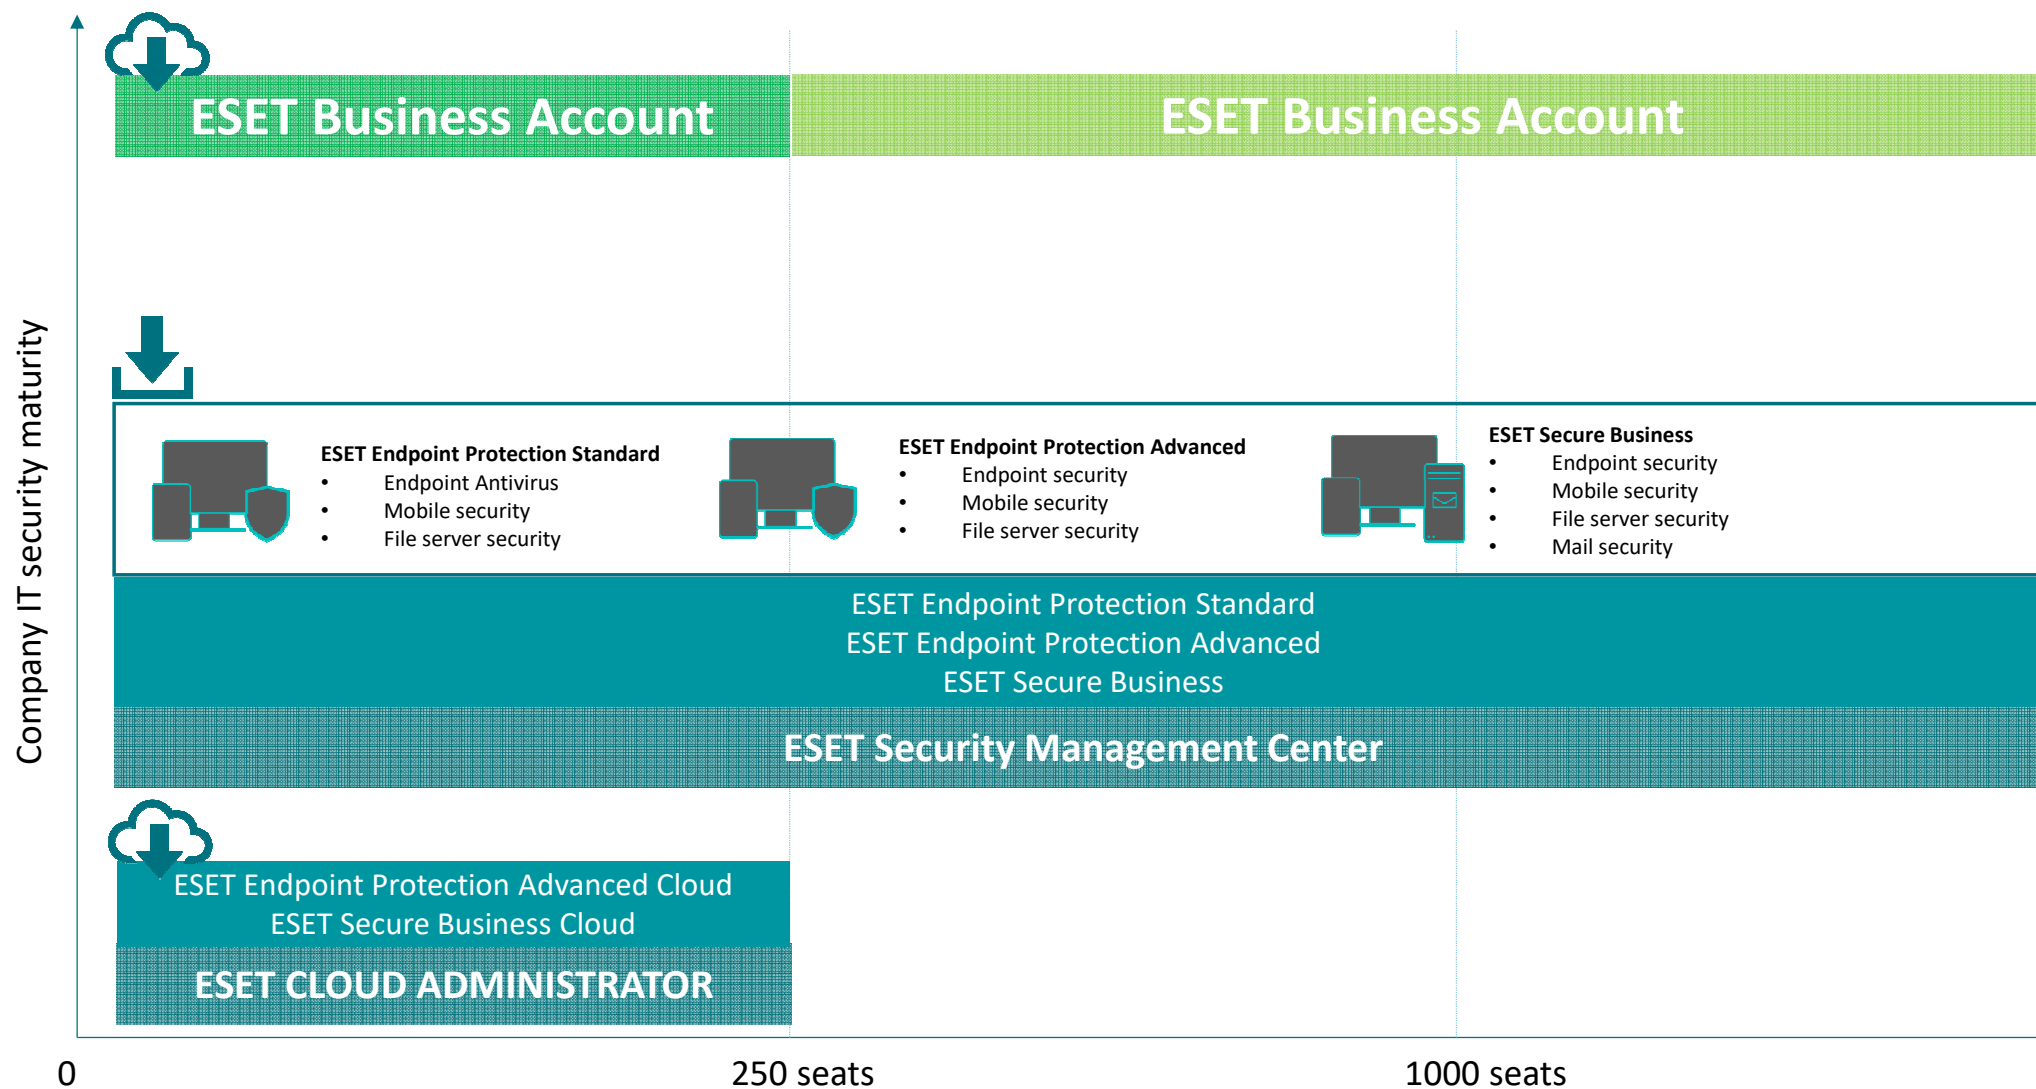 ESET Business Account
ESET Business Account
Company IT security maturity
ESET Endpoint Protection Standard
• Endpoint Antivirus
• Mobile security
• File server security
ESET Endpoint Protection Advanced
• Endpoint security
• Mobile security
• File server security
ESET Secure Business
• Endpoint security
• Mobile security
• File server security
• Mail security
ESET Endpoint Protection Standard
ESET Endpoint Protection Advanced
ESET Secure Business
ESET Security Management Center
ESET Endpoint Protection Advanced Cloud
ESET Secure Business Cloud
ESET CLOUD ADMINISTRATOR
0
250 seats
1000 seats